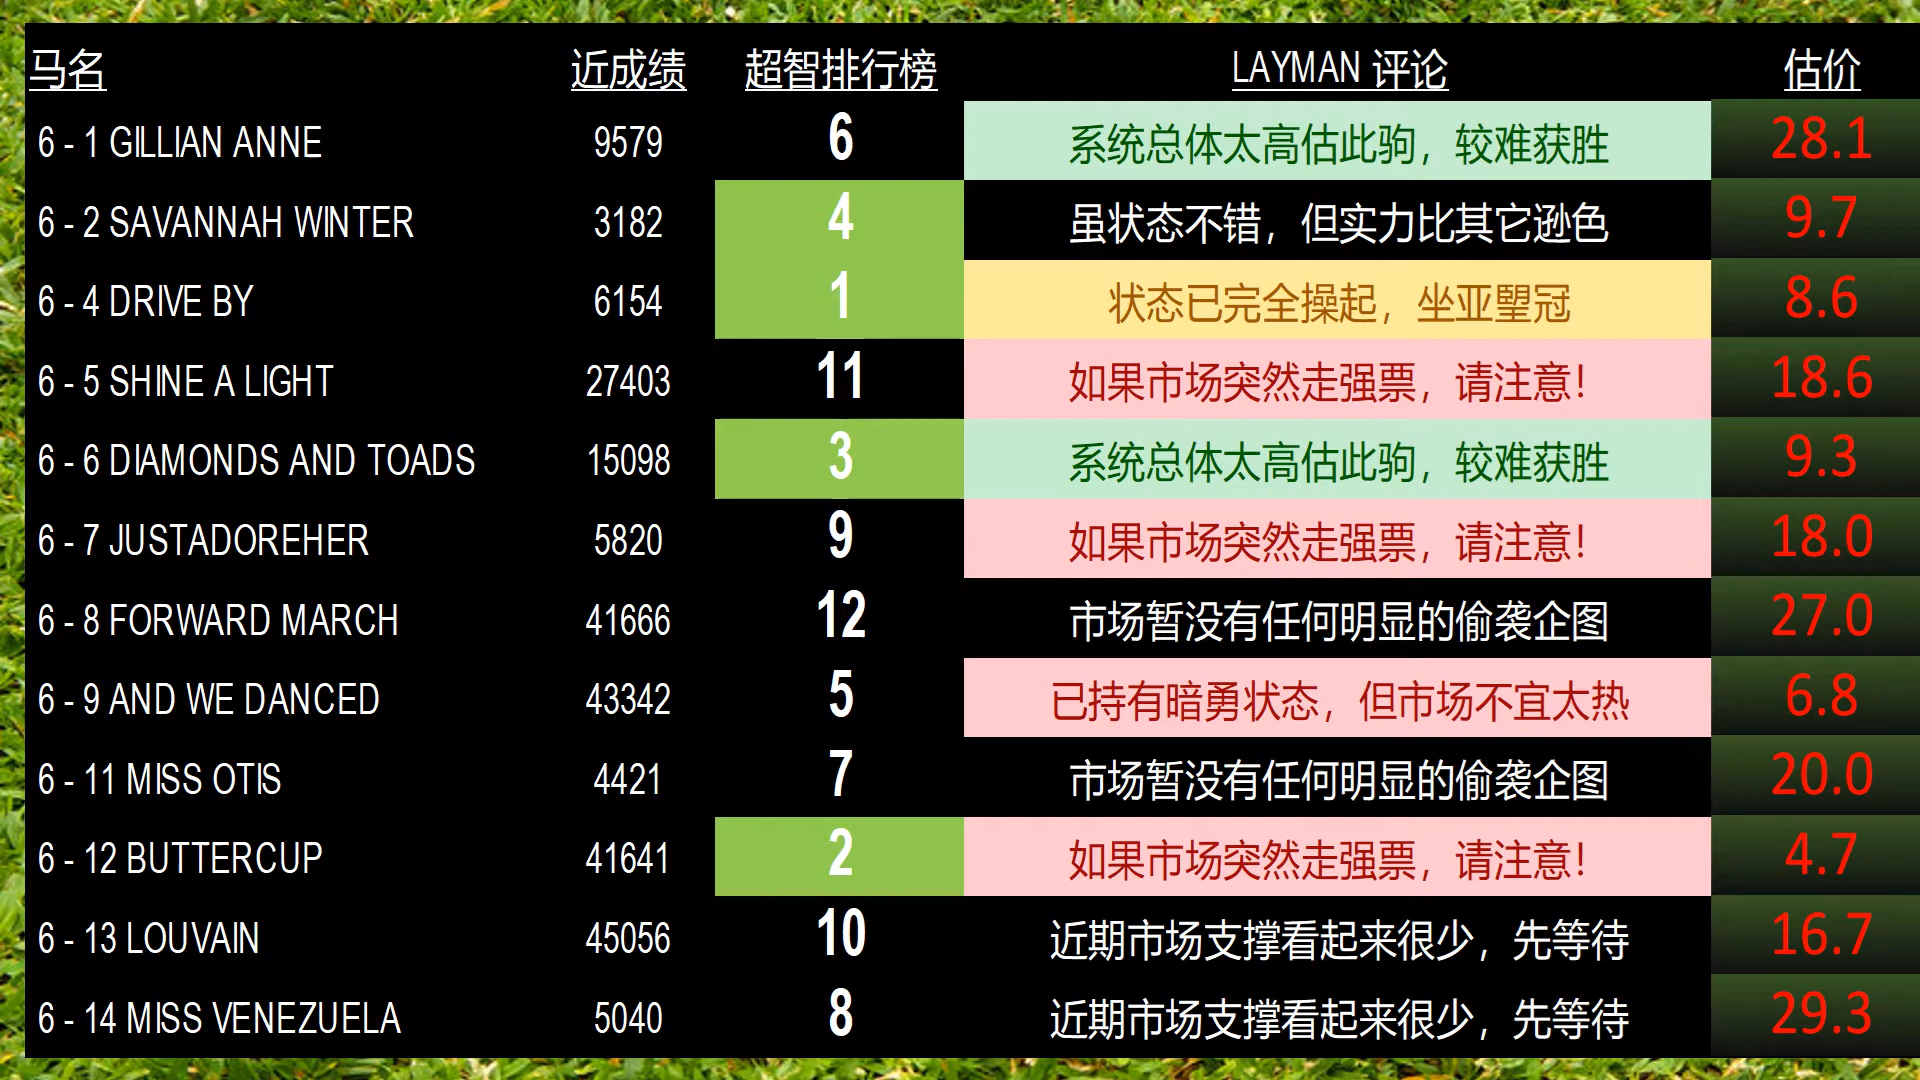 马名 近成绩 超智排行榜 LAYMAN 评论 估价
6 - 1 GILLIAN ANNE 9579 6 系统总体太高估此驹，较难获胜 28.1
6 - 2 SAVANNAH WINTER 3182 4 虽状态不错，但实力比其它逊色 9.7
6 - 4 DRIVE BY 6154 1 状态已完全操起，坐亚望冠 8.6
6 - 5 SHINE A LIGHT 27403 11 如果市场突然走强票，请注意！ 18.6
6 - 6 DIAMONDS AND TOADS 15098 3 系统总体太高估此驹，较难获胜 9.3
6 - 7 JUSTADOREHER 5820 9 如果市场突然走强票，请注意！ 18.0
6 - 8 FORWARD MARCH 41666 12 市场暂没有任何明显的偷袭企图 27.0
6 - 9 AND WE DANCED 43342 5 已持有暗勇状态，但市场不宜太热 6.8
6 - 11 MISS OTIS 4421 7 市场暂没有任何明显的偷袭企图 20.0
6 - 12 BUTTERCUP 41641 2 如果市场突然走强票，请注意！ 4.7
6 - 13 LOUVAIN 45056 10 近期市场支撑看起来很少，先等待 16.7
6 - 14 MISS VENEZUELA 5040 8 近期市场支撑看起来很少，先等待 29.3